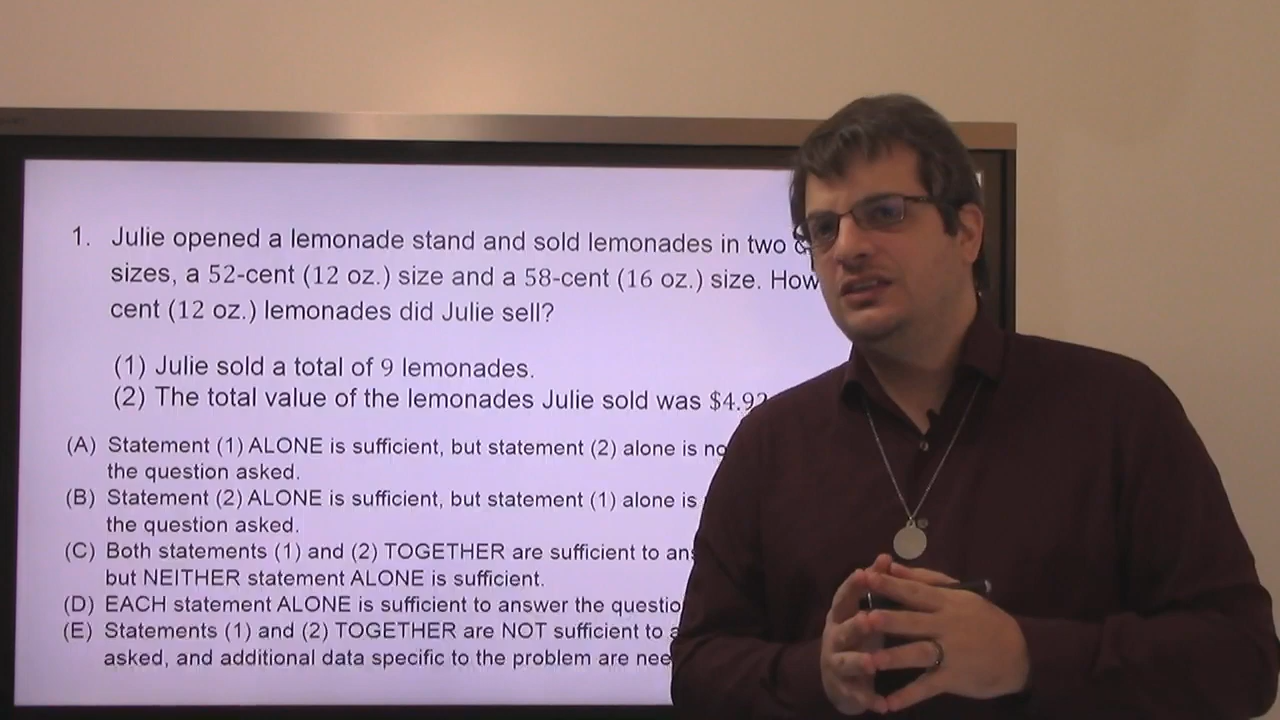 1. Julie opened a lemonade stand and sold lemonades in two
sizes, a 52-cent (12 oz.) size and a 58-cent (16 oz.) size. How
cent (12 oz.) lemonades did Julie sell?
(1) Julie sold a total of 9 lemonades.
(2) The total value of the lemonades Julie sold was $4.92
(A) Statement (1) ALONE is sufficient, but statement (2) alone is
the question asked.
(B) Statement (2) ALONE is sufficient, but statement (1) alone is
the question asked.
(C) Both statements (1) and (2) TOGETHER are sufficient to
but NEITHER statement ALONE is sufficient.
(D) EACH statement ALONE is sufficient to answer the
(E) Statements (1) and (2) TOGETHER are NOT sufficient to
asked, and additional data specific to the problem are